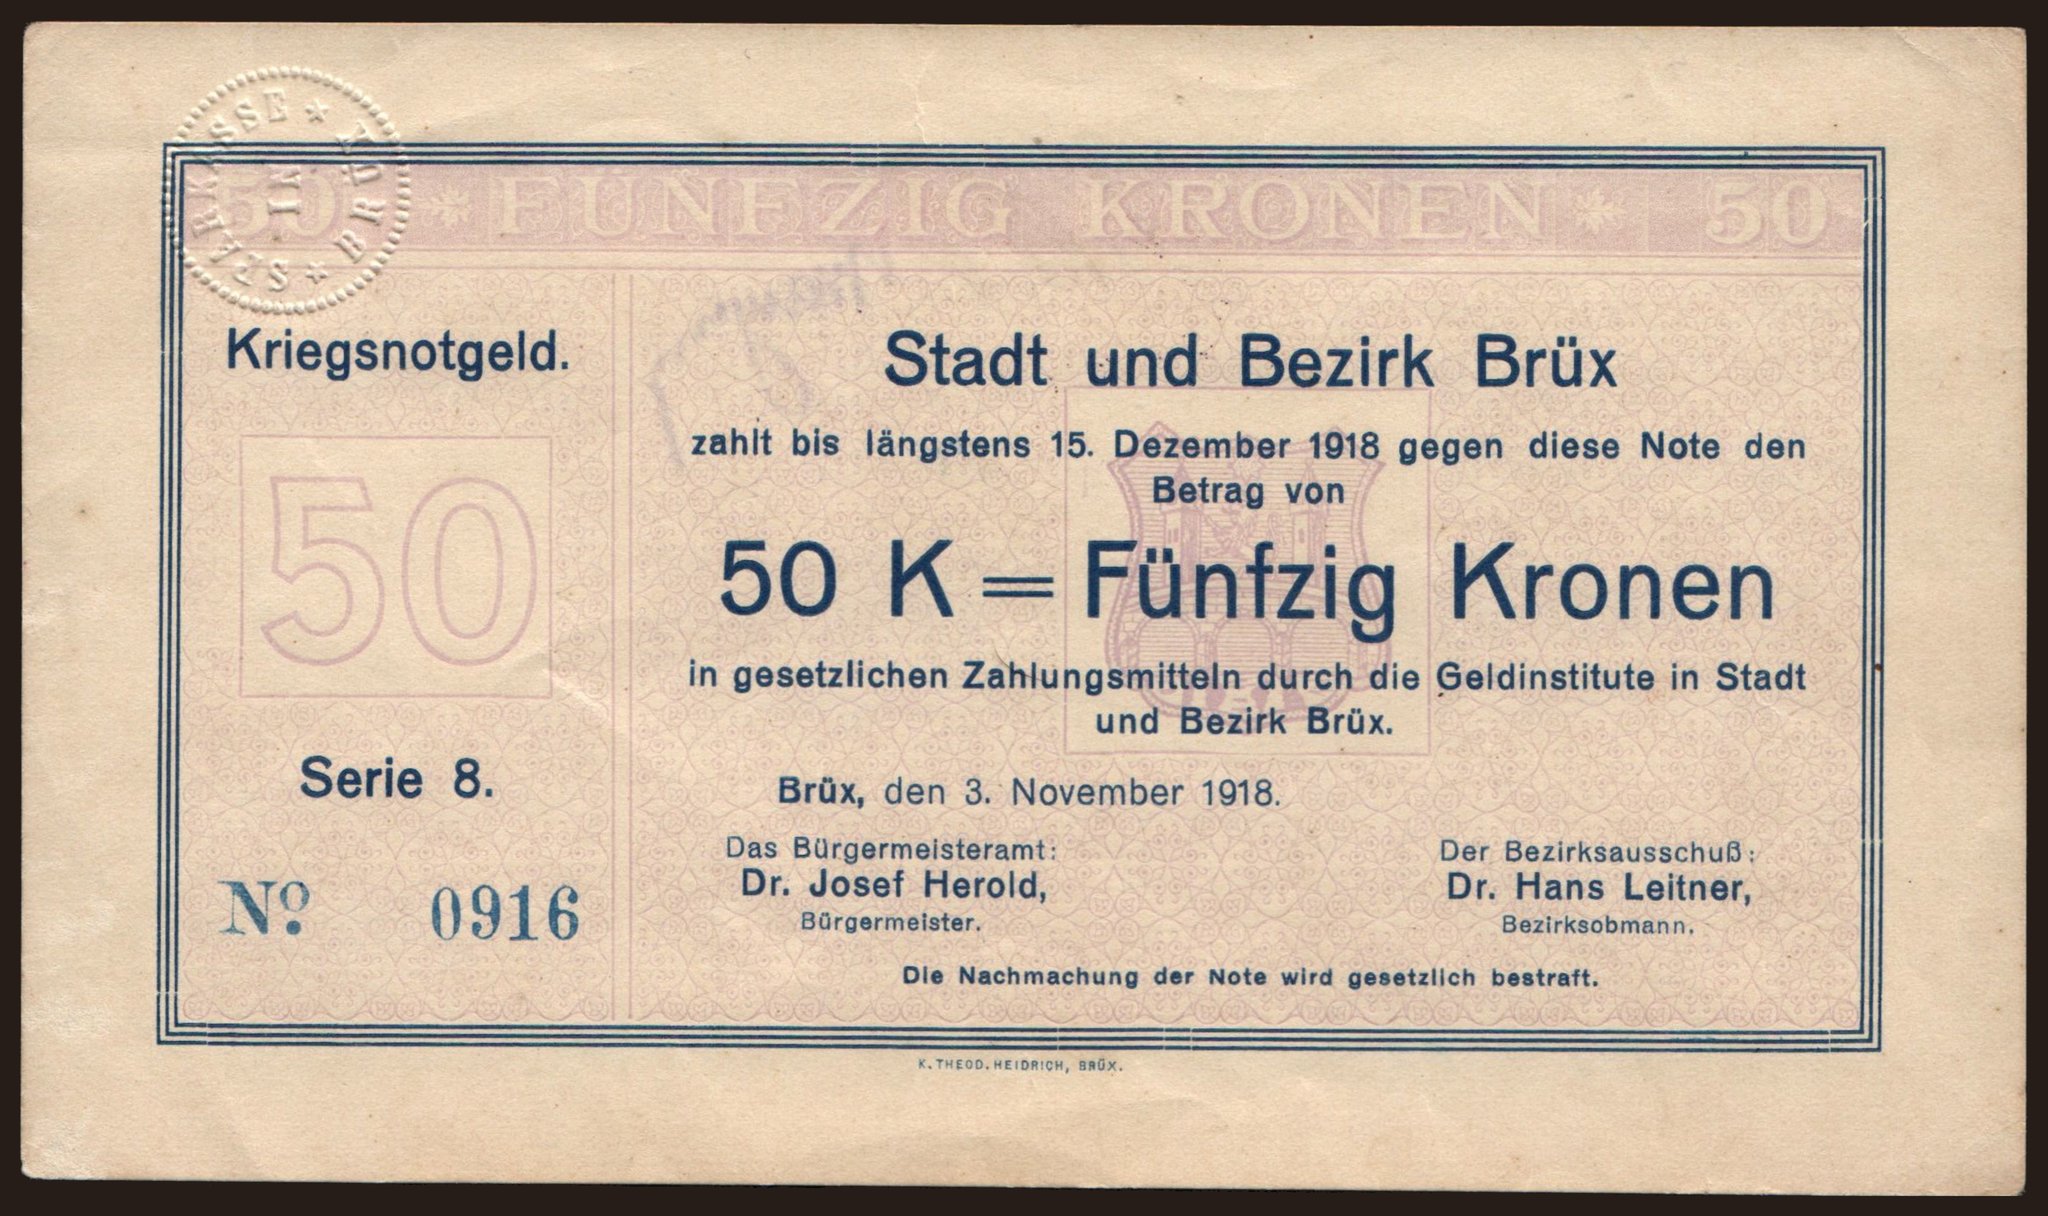 SPARKASSE
IN
* BRÜX *
50 * FÜNFZIG KRONEN * 50
Kriegsnotgeld.
50
Serie 8.
Nº 0916
Stadt und Bezirk Brüx
zahlt bis längstens 15. Dezember 1918 gegen diese Note den
Betrag von
50 K = Fünfzig Kronen
in gesetzlichen Zahlungsmitteln durch die Geldinstitute in Stadt
und Bezirk Brüx.
Brüx, den 3. November 1918.
Das Bürgermeisteramt:
Dr. Josef Herold,
Bürgermeister.
Der Bezirksausschuß:
Dr. Hans Leitner,
Bezirksobmann.
Die Nachmachung der Note wird gesetzlich bestraft.
K. THEOD. HEIDRICH, BRÜX.